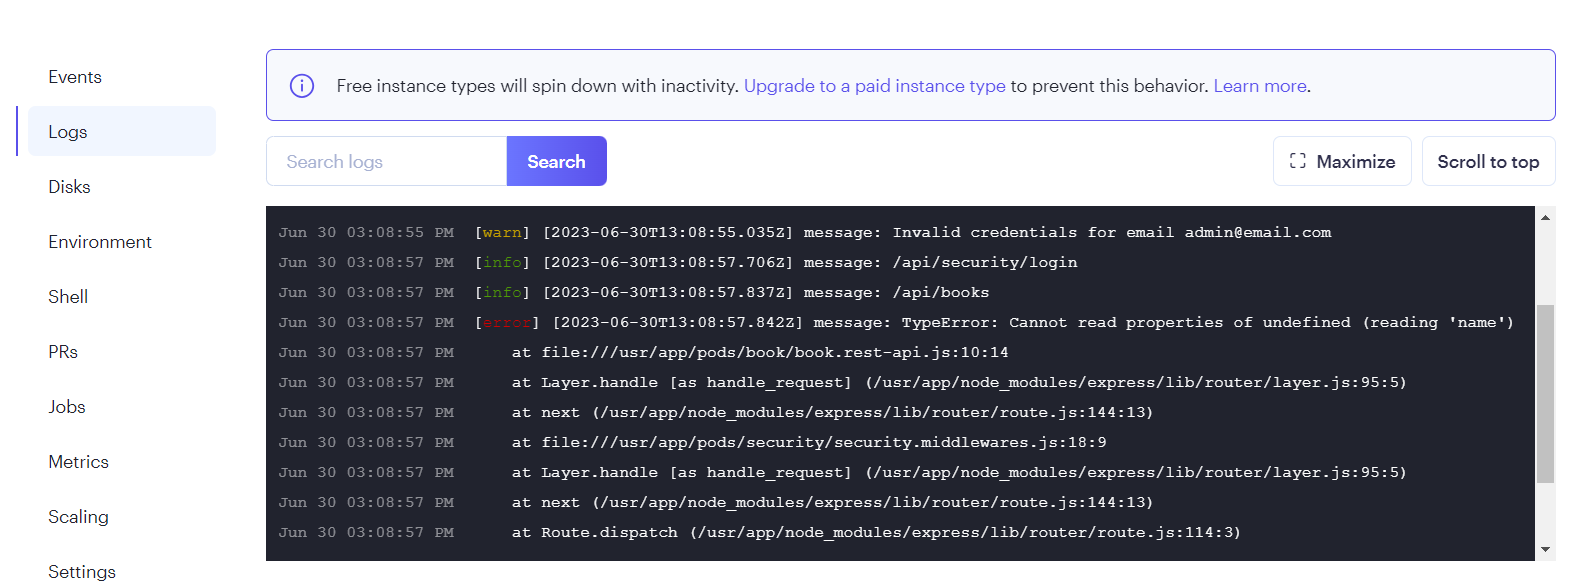 Events
Logs
Disks
Environment
Shell
PRs
Jobs
Metrics
Scaling
Settings
Free instance types will spin down with inactivity. Upgrade to a paid instance type to prevent this behavior. Learn more.
Search logs Search Maximize Scroll to top
Jun 30 03:08:55 PM [warn] [2023-06-30T13:08:55.035Z] message: Invalid credentials for email admin@email.com
Jun 30 03:08:57 PM [info] [2023-06-30T13:08:57.706Z] message: /api/security/login
Jun 30 03:08:57 PM [info] [2023-06-30T13:08:57.837Z] message: /api/books
Jun 30 03:08:57 PM [error] [2023-06-30T13:08:57.842Z] message: TypeError: Cannot read properties of undefined (reading 'name')
Jun 30 03:08:57 PM at file:///usr/app/pods/book/book.rest-api.js:10:14
Jun 30 03:08:57 PM at Layer.handle [as handle_request] (/usr/app/node_modules/express/lib/router/layer.js:95:5)
Jun 30 03:08:57 PM at next (/usr/app/node_modules/express/lib/router/route.js:144:13)
Jun 30 03:08:57 PM at file:///usr/app/pods/security/security.middlewares.js:18:9
Jun 30 03:08:57 PM at Layer.handle [as handle_request] (/usr/app/node_modules/express/lib/router/layer.js:95:5)
Jun 30 03:08:57 PM at next (/usr/app/node_modules/express/lib/router/route.js:144:13)
Jun 30 03:08:57 PM at Route.dispatch (/usr/app/node_modules/express/lib/router/route.js:114:3)